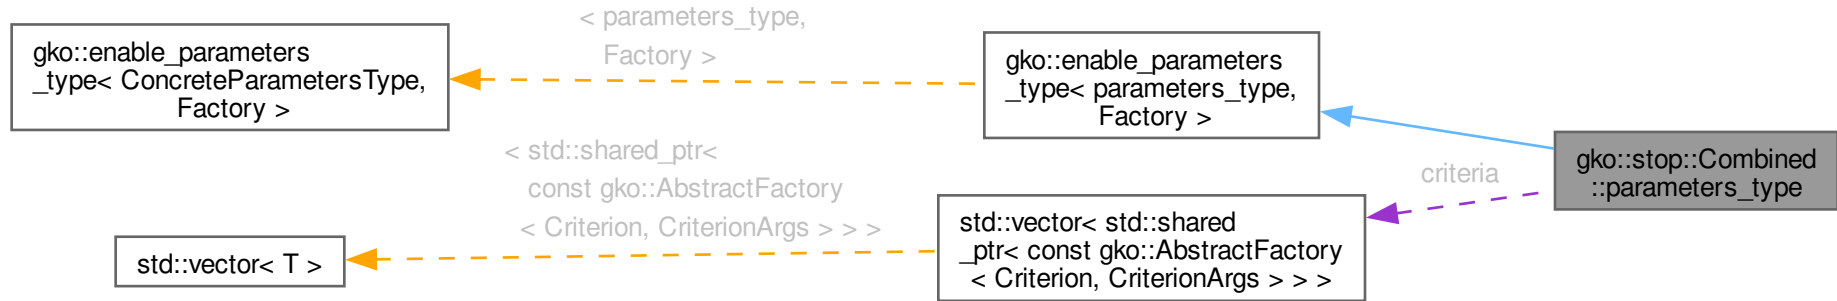 gko::enable_parameters
_type< ConcreteParametersType,
Factory >
< parameters_type,
Factory >
gko::enable_parameters
_type< parameters_type,
Factory >
gko::stop::Combined
::parameters_type
criteria
< std::shared_ptr<
const gko::AbstractFactory
< Criterion, CriterionArgs > > >
std::vector< T >
std::vector< std::shared
_ptr< const gko::AbstractFactory
< Criterion, CriterionArgs > > >